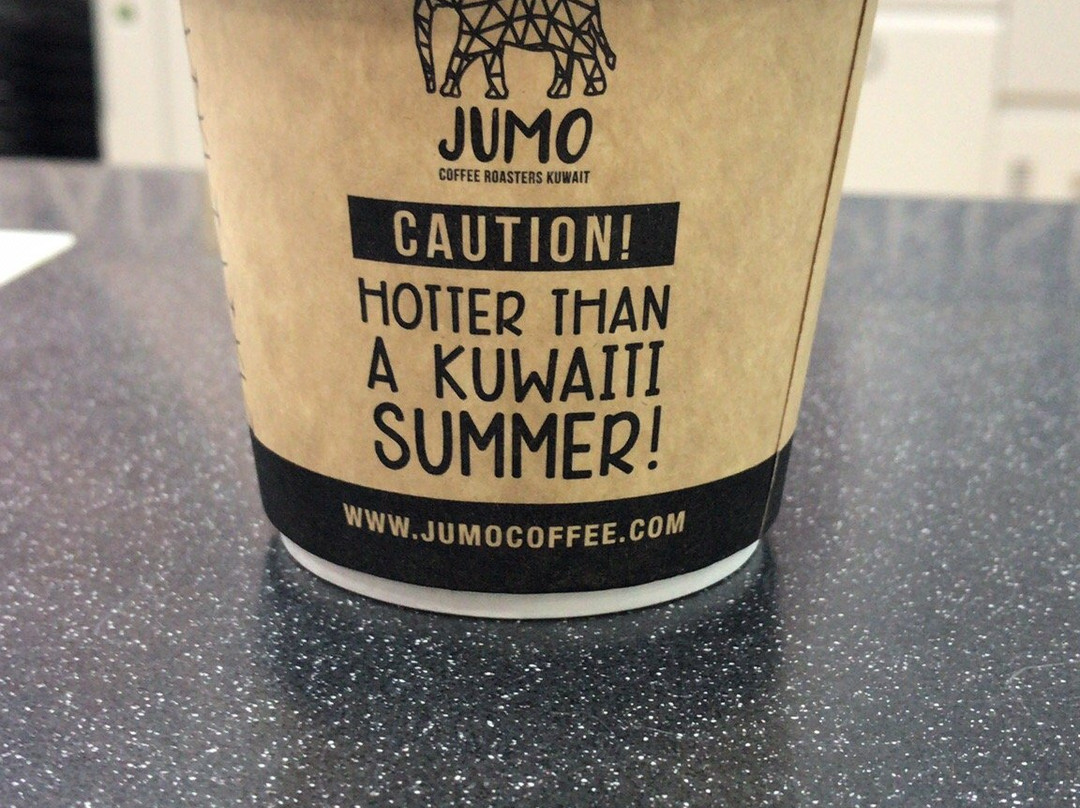 JUMO
COFFEE ROASTERS KUWAIT
CAUTION!
HOTTER THAN
A KUWAITI
SUMMER!
WWW.JUMOCOFFEE.COM